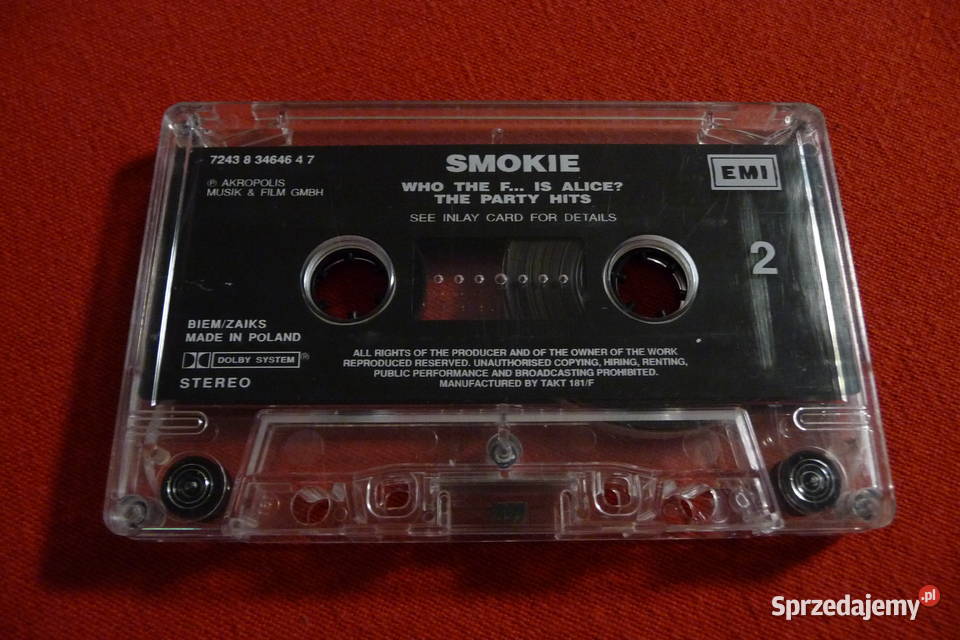 7243 8 34646 4 7
℗ AKROPOLIS
MUSIK & FILM GMBH
SMOKIE
WHO THE F... IS ALICE?
THE PARTY HITS
SEE INLAY CARD FOR DETAILS
EMI
2
BIEM/ZAIKS
MADE IN POLAND
DOLBY SYSTEM®
STEREO
ALL RIGHTS OF THE PRODUCER AND OF THE OWNER OF THE WORK
REPRODUCED RESERVED. UNAUTHORISED COPYING, HIRING, RENTING,
PUBLIC PERFORMANCE AND BROADCASTING PROHIBITED.
MANUFACTURED BY TAKT 181/F
Sprzedajemy.pl